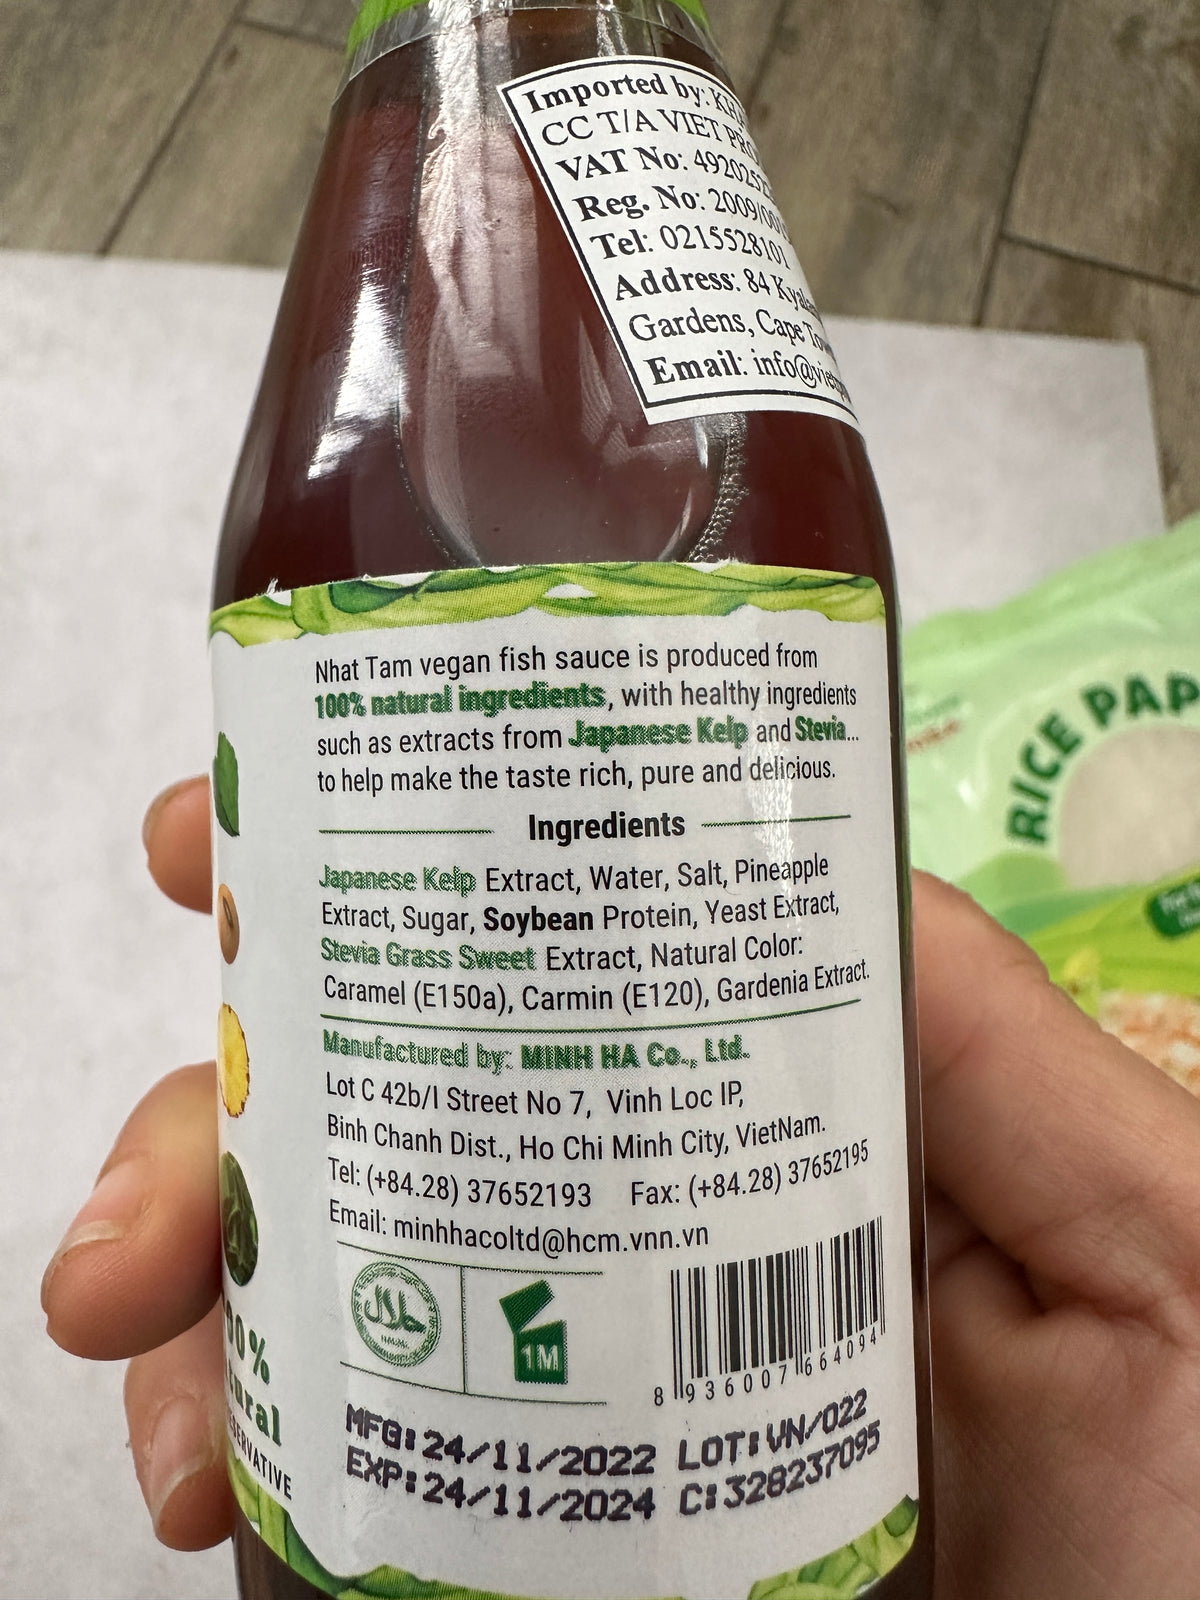 Imported by:
CC T/A VIET
VAT No:
Reg. No:
Tel: 0215528101
Address: 84
Gardens, Cape Town
Email:
Nhat Tam vegan fish sauce is produced from
100% natural ingredients, with healthy ingredients
such as extracts from Japanese Kelp and Stevia...
to help make the taste rich, pure and delicious.
Ingredients
Japanese Kelp Extract, Water, Salt, Pineapple
Extract, Sugar, Soybean Protein, Yeast Extract,
Stevia Grass Sweet Extract, Natural Color:
Caramel (E150a), Carmin (E120), Gardenia Extract.
Manufactured by: MINH HA Co., Ltd.
Lot C 42b/I Street No 7, Vinh Loc IP,
Binh Chanh Dist., Ho Chi Minh City, VietNam.
Tel: (+84.28) 37652193 Fax: (+84.28) 37652195
Email: minhhacoltd@hcm.vnn.vn
حلال
HALAL
1M
8 936007 664094
MFG:24/11/2022 LOT:VN/022
EXP:24/11/2024 C:328237095
RICE PAP